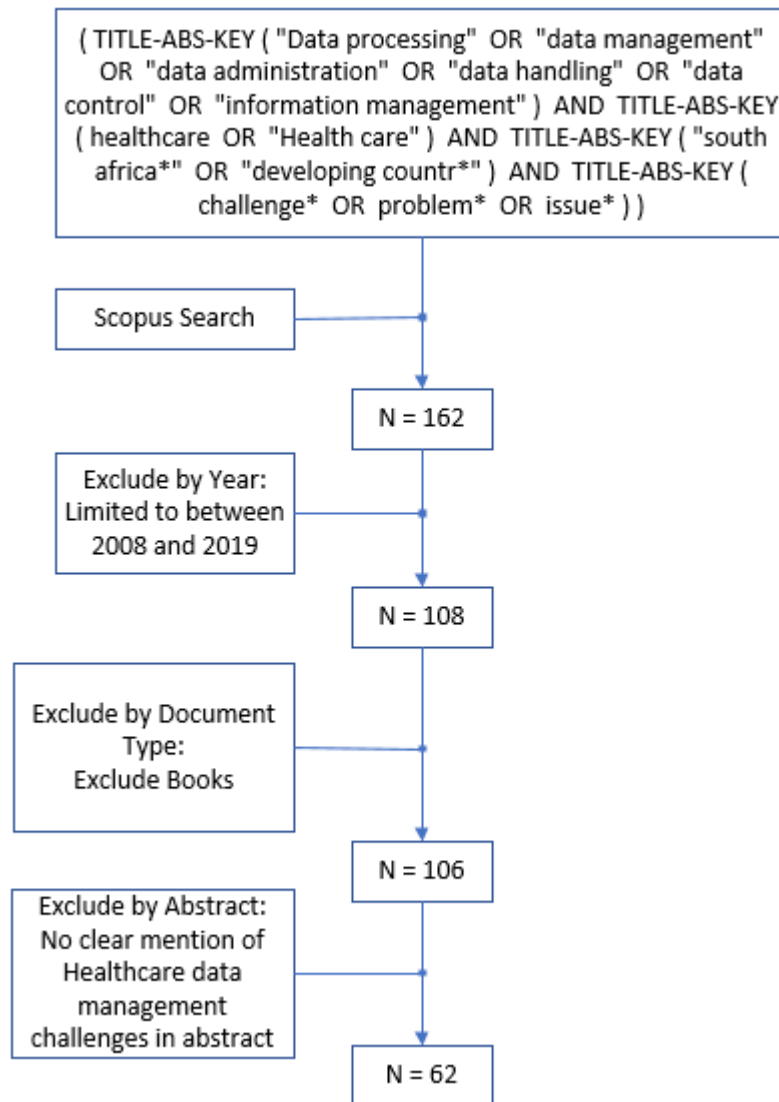 ( TITLE-ABS-KEY ( "Data processing" OR "data management"
OR "data administration" OR "data handling" OR "data
control" OR "information management" ) AND TITLE-ABS-KEY
( healthcare OR "Health care" ) AND TITLE-ABS-KEY ( "south
africa*" OR "developing countr*" ) AND TITLE-ABS-KEY (
challenge* OR problem* OR issue* ) )
Scopus Search
N = 162
Exclude by Year:
Limited to between
2008 and 2019
N = 108
Exclude by Document
Type:
Exclude Books
N = 106
Exclude by Abstract:
No clear mention of
Healthcare data
management
challenges in abstract
N = 62